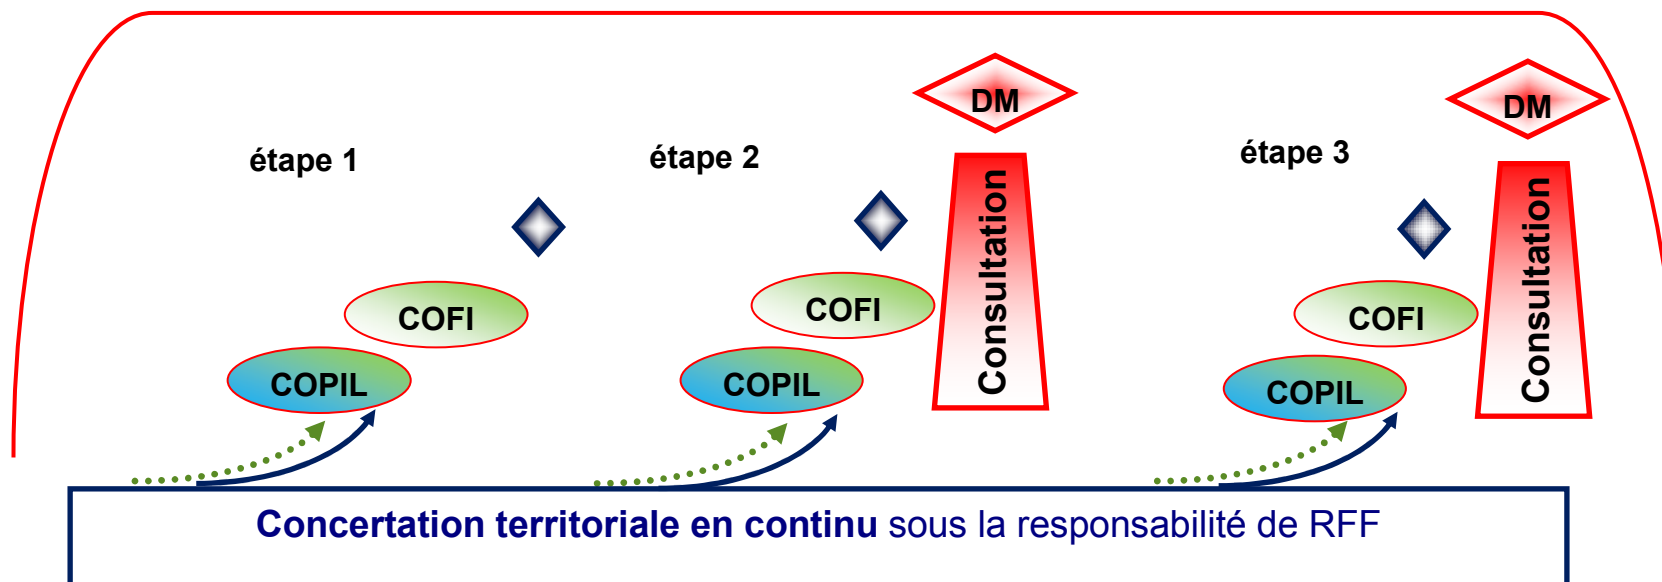 DM
DM
étape 1
étape 2
étape 3
Consultation
Consultation
COFI
COFI
COFI
COPIL
COPIL
COPIL
Concertation territoriale en continu sous la responsabilité de RFF